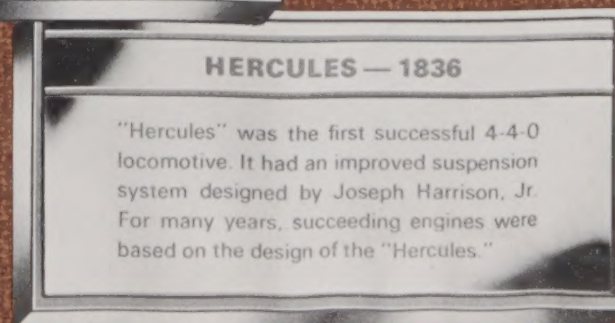 HERCULES — 1836
"Hercules" was the first successful 4-4-0
locomotive. It had an improved suspension
system designed by Joseph Harrison, Jr.
For many years, succeeding engines were
based on the design of the "Hercules."